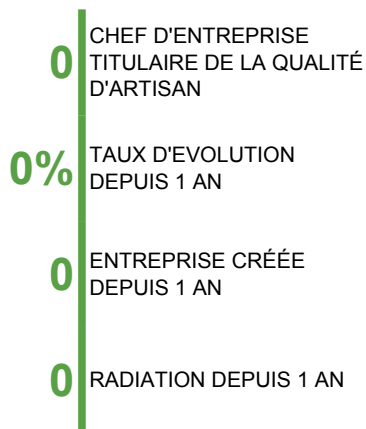 0
CHEF D'ENTREPRISE
TITULAIRE DE LA QUALITÉ
D'ARTISAN
0%
TAUX D'EVOLUTION
DEPUIS 1 AN
0
ENTREPRISE CRÉÉE
DEPUIS 1 AN
0
RADIATION DEPUIS 1 AN